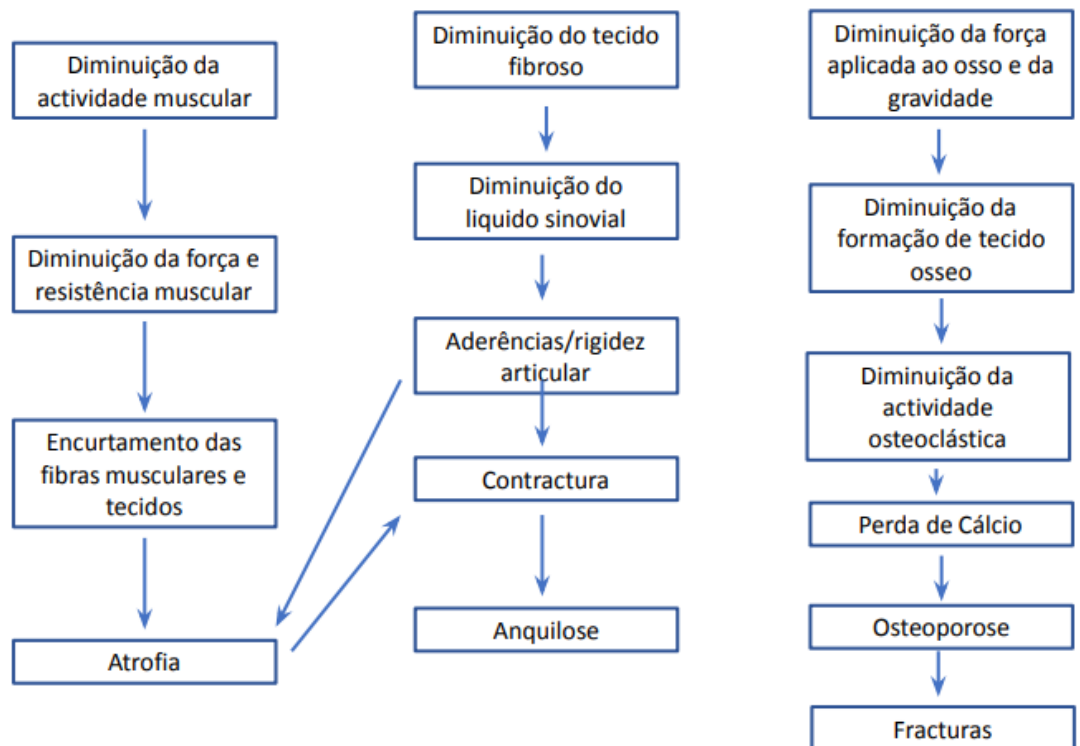 Diminuição da
actividade muscular
Diminuição da força e
resistência muscular
Encurtamento das
fibras musculares e
tecidos
Atrofia
Diminuição do tecido
fibroso
Diminuição do
liquido sinovial
Aderências/rigidez
articular
Contractura
Anquilose
Diminuição da força
aplicada ao osso e da
gravidade
Diminuição da
formação de tecido
osseo
Diminuição da
actividade
osteoclástica
Perda de Cálcio
Osteoporose
Fracturas